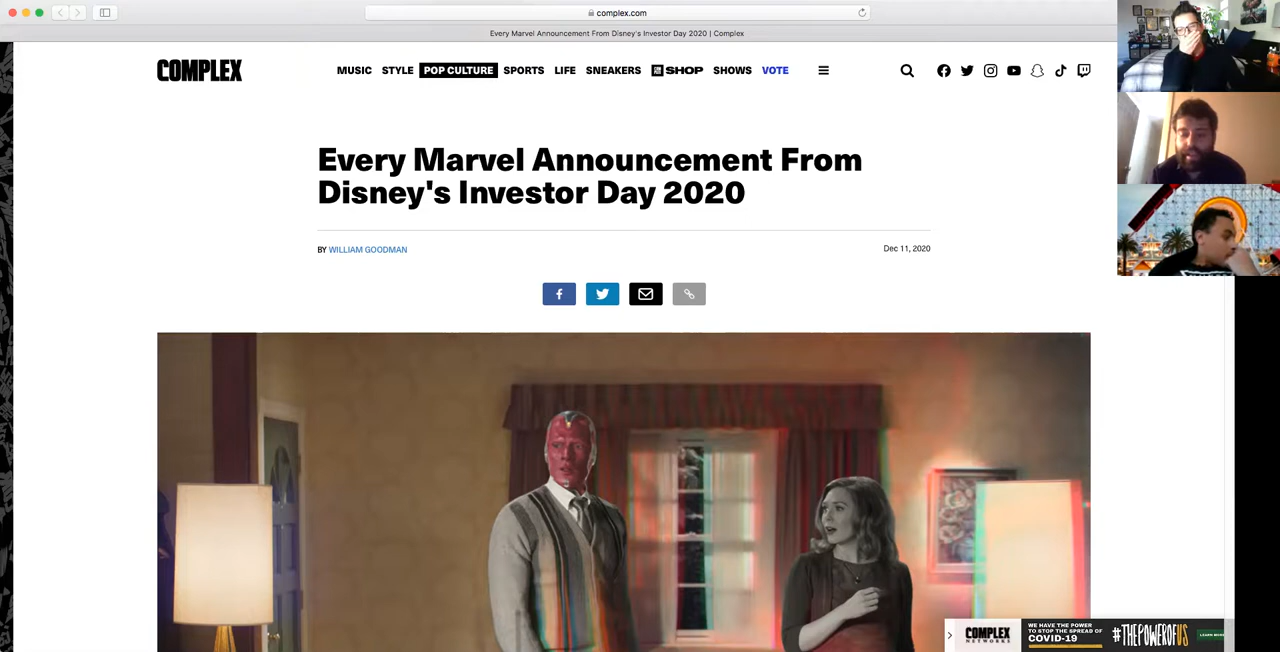 complex.com
Every Marvel Announcement From Disney's Investor Day 2020 | Complex
COMPLEX
MUSIC STYLE POP CULTURE SPORTS LIFE SNEAKERS SHOP SHOWS VOTE
Every Marvel Announcement From
Disney's Investor Day 2020
BY WILLIAM GOODMAN
Dec 11, 2020
COMPLEX
NETWORKS
WE HAVE THE POWER
TO STOP THE SPREAD OF
COVID-19
#THEPOWEROFUS
LEARN MORE